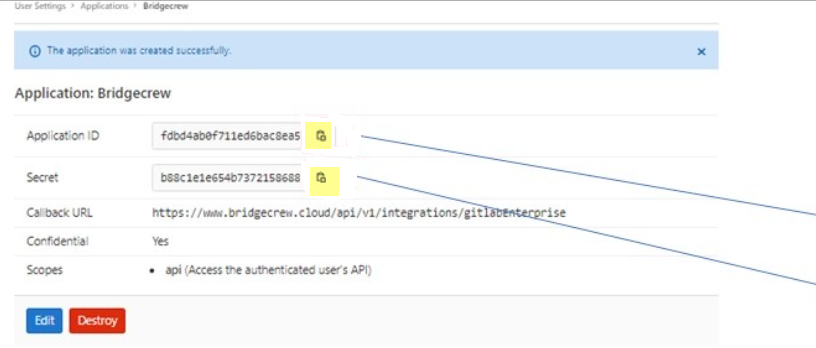 User Settings > Applications > Bridgecrew
The application was created successfully. ×
Application: Bridgecrew
Application ID fdbd4ab0f711ed6bac8ea5
Secret b88c1e1e654b7372158688
Callback URL https://www.bridgecrew.cloud/api/v1/integrations/gitlabEnterprise
Confidential Yes
Scopes • api (Access the authenticated user's API)
Edit Destroy